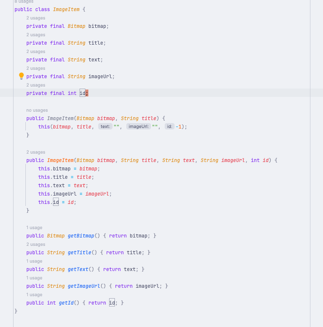 6 usages
public class ImageItem {
3 usages
private final Bitmap bitmap;
3 usages
private final String title;
2 usages
private final String text;
2 usages
private final String imageUrl;
2 usages
private final int id;
no usages
public ImageItem(Bitmap bitmap, String title) {
this(bitmap, title, text: "", imageUrl: "", id: -1);
}
2 usages
public ImageItem(Bitmap bitmap, String title, String text, String imageUrl, int id) {
this.bitmap = bitmap;
this.title = title;
this.text = text;
this.imageUrl = imageUrl;
this.id = id;
}
1 usage
public Bitmap getBitmap() { return bitmap; }
2 usages
public String getTitle() { return title; }
1 usage
public String getText() { return text; }
1 usage
public String getImageUrl() { return imageUrl; }
1 usage
public int getId() { return id; }
}